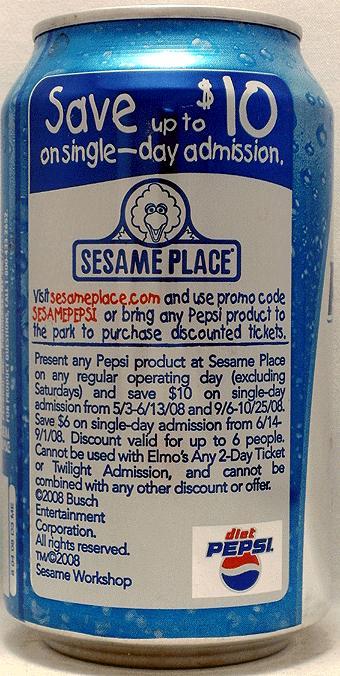 Save up to $10
on single-day admission.
SESAME PLACE
Visit sesameplace.com and use promo code
SESAMEPEPSI or bring any Pepsi product to
the park to purchase discounted tickets.
Present any Pepsi product at Sesame Place
on any regular operating day (excluding
Saturdays) and save $10 on single-day
admission from 5/3-6/13/08 and 9/6-10/25/08.
Save $6 on single-day admission from 6/14-
9/1/08. Discount valid for up to 6 people.
Cannot be used with Elmo's Any 2-Day Ticket
or Twilight Admission, and cannot be
combined with any other discount or offer.
©2008 Busch
Entertainment
Corporation.
All rights reserved.
TM/©2008
Sesame Workshop
diet
PEPSI